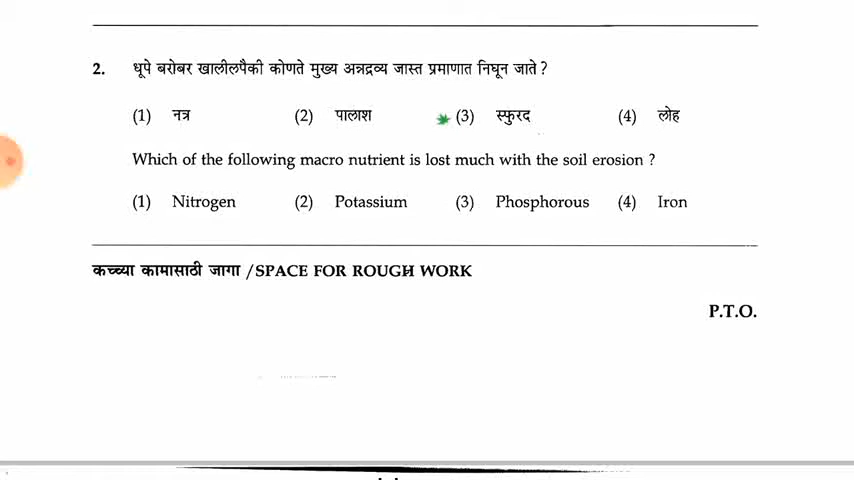 2. धूपे बरोबर खालीलपैकी कोणते मुख्य अन्नद्रव्य जास्त प्रमाणात निघून जाते ?
(1) नत्र (2) पालाश (3) स्फुरद (4) लोह
Which of the following macro nutrient is lost much with the soil erosion ?
(1) Nitrogen (2) Potassium (3) Phosphorous (4) Iron
कच्च्या कामासाठी जागा / SPACE FOR ROUGH WORK
P.T.O.